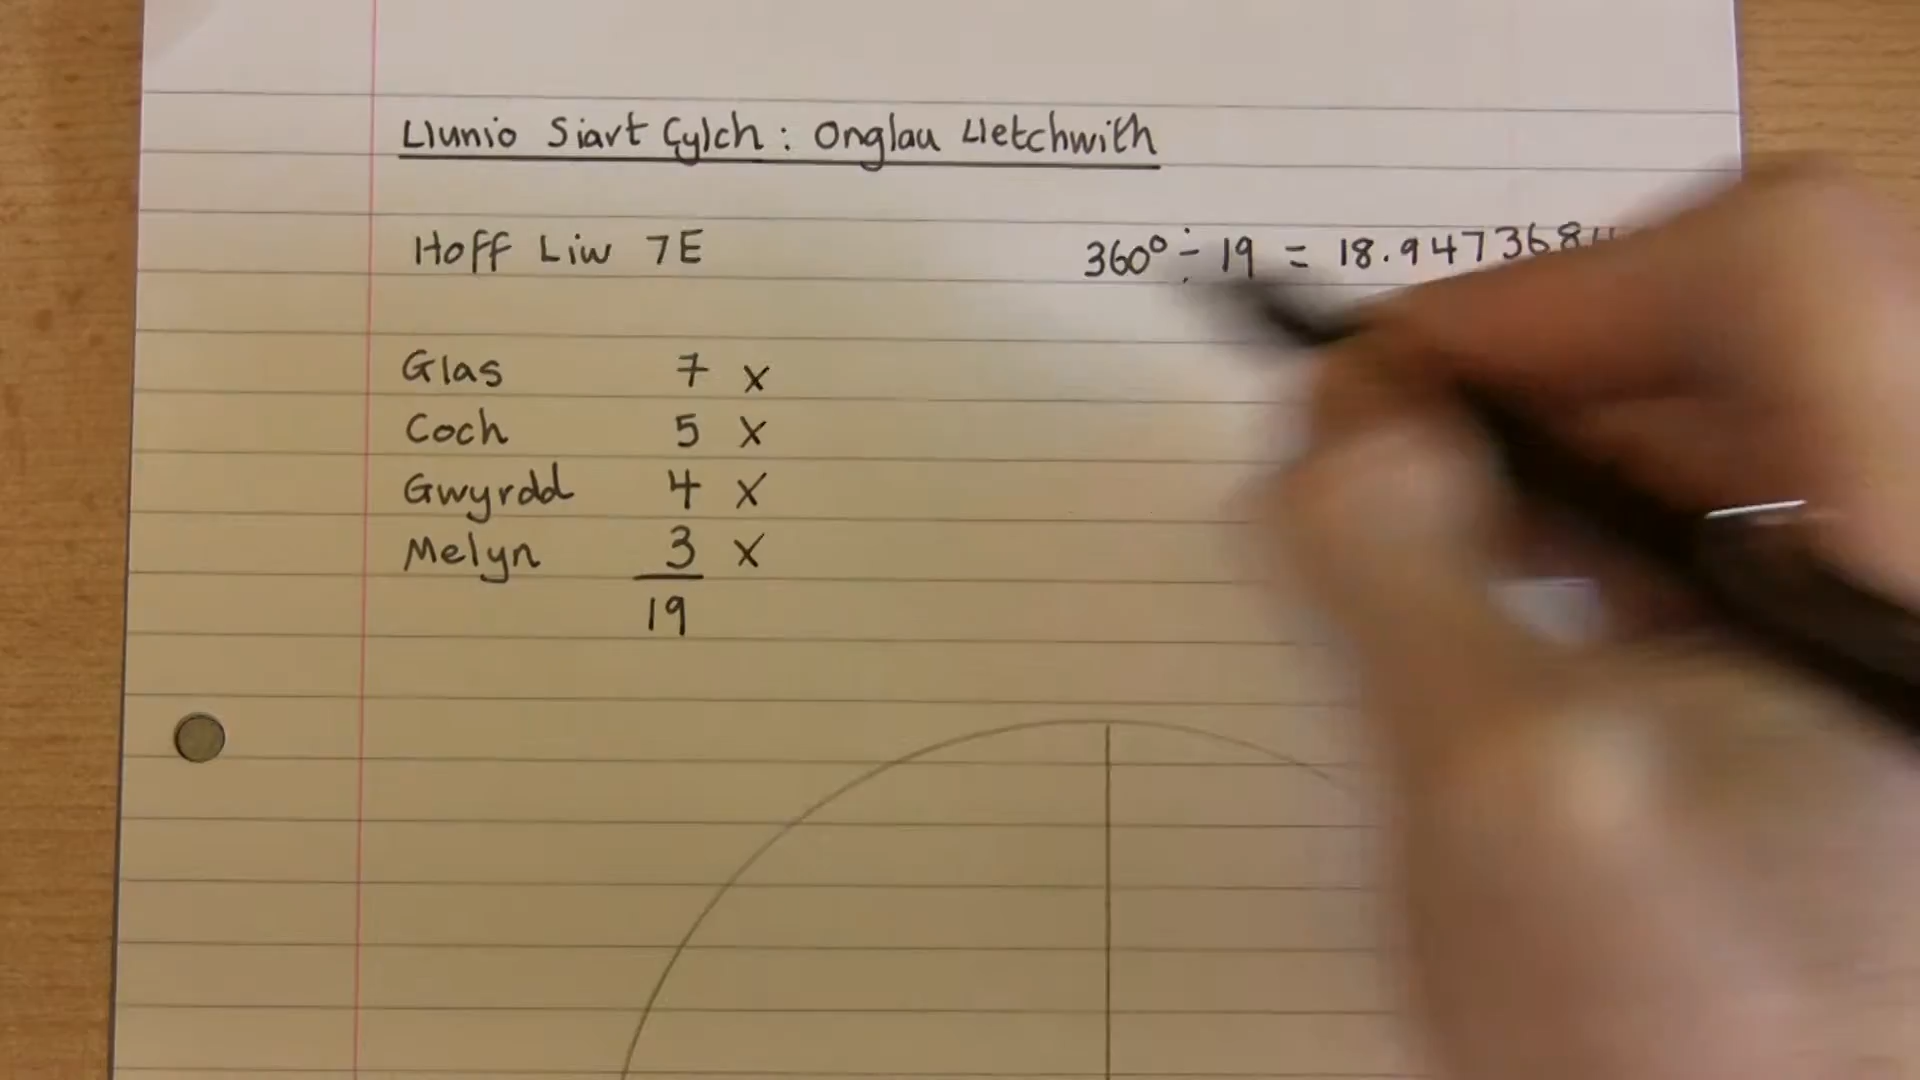 Llunio Siart Cylch: Onglau Lletchwith
Hoff Liw 7E
360° ÷ 19 = 18.9473684
Glas 7 x
Coch 5 x
Gwyrdd 4 x
Melyn 3 x
19